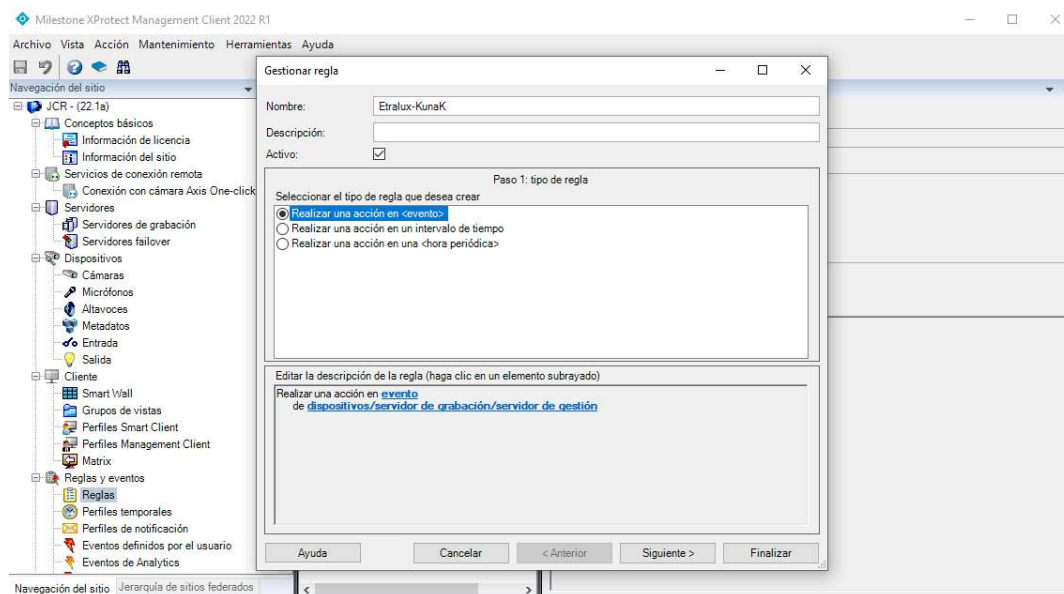 Milestone XProtect Management Client 2022 R1
Archivo Vista Acción Mantenimiento Herramientas Ayuda
Navegación del sitio
JCR - (22.1a)
Conceptos básicos
Información de licencia
Información del sitio
Servicios de conexión remota
Conexión con cámara Axis One-click
Servidores
Servidores de grabación
Servidores failover
Dispositivos
Cámaras
Micrófonos
Altavoces
Metadatos
Entrada
Salida
Cliente
Smart Wall
Grupos de vistas
Perfiles Smart Client
Perfiles Management Client
Matrix
Reglas y eventos
Reglas
Perfiles temporales
Perfiles de notificación
Eventos definidos por el usuario
Eventos de Analytics
Navegación del sitio Jerarquía de sitios federados
Gestionar regla
Nombre: Etralux-KunaK
Descripción:
Activo:
Paso 1: tipo de regla
Seleccionar el tipo de regla que desea crear
Realizar una acción en <evento>
Realizar una acción en un intervalo de tiempo
Realizar una acción en una <hora periódica>
Editar la descripción de la regla (haga clic en un elemento subrayado)
Realizar una acción en evento
de dispositivos/servidor de grabación/servidor de gestión
Ayuda Cancelar < Anterior Siguiente > Finalizar